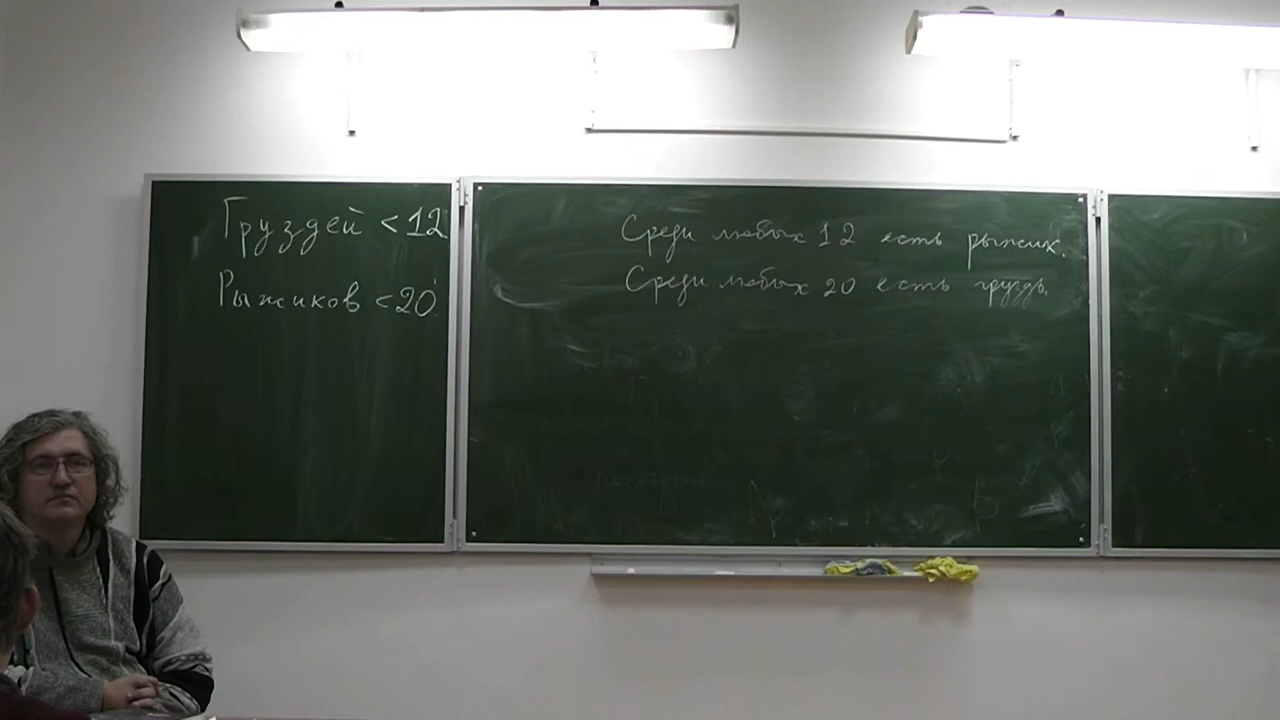 Груздей < 12
Рыжиков < 20
Среди любых 12 есть рыжик.
Среди любых 20 есть груздь.